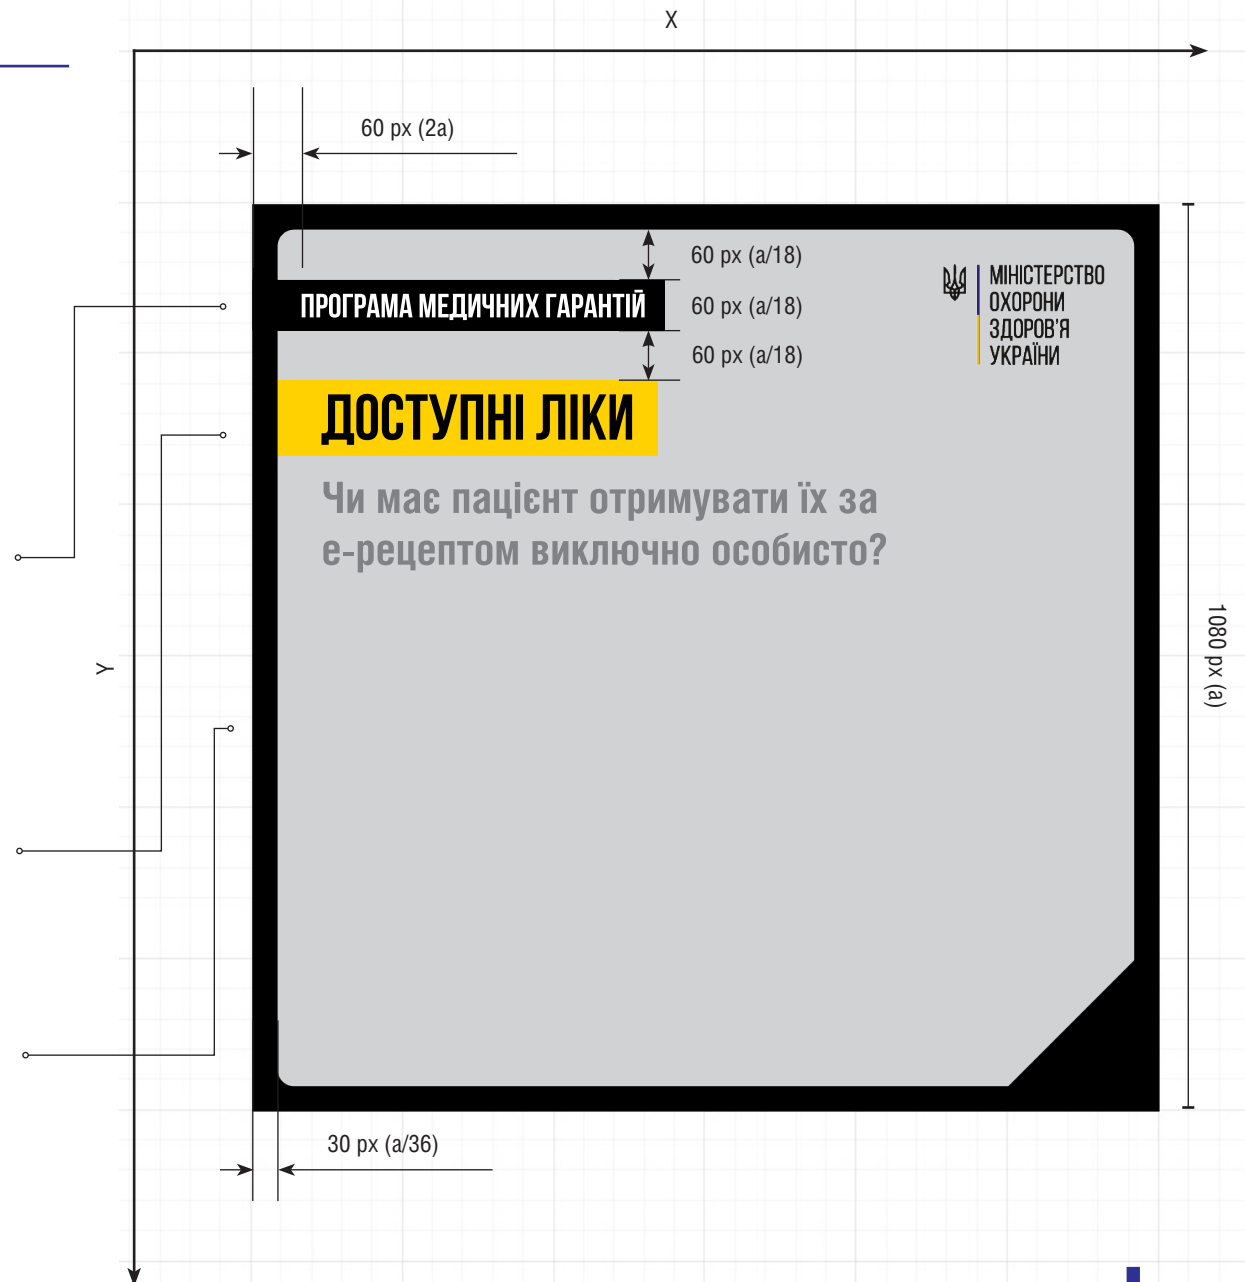 X
60 px (2a)
60 px (a/18)
ПРОГРАМА МЕДИЧНИХ ГАРАНТІЙ
60 px (a/18)
60 px (a/18)
МІНІСТЕРСТВО
ОХОРОНИ
ЗДОРОВ'Я
УКРАЇНИ
ДОСТУПНІ ЛІКИ
Чи має пацієнт отримувати їх за
е-рецептом виключно особисто?
Y
1080 px (a)
30 px (a/36)